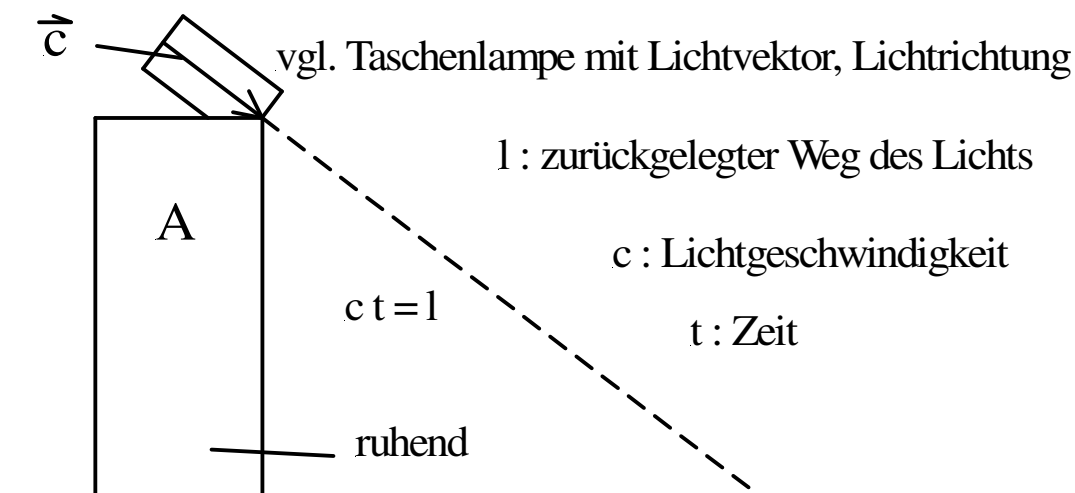 c
vgl. Taschenlampe mit Lichtvektor, Lichtrichtung
l : zurückgelegter Weg des Lichts
A
c : Lichtgeschwindigkeit
c t = l
t : Zeit
ruhend